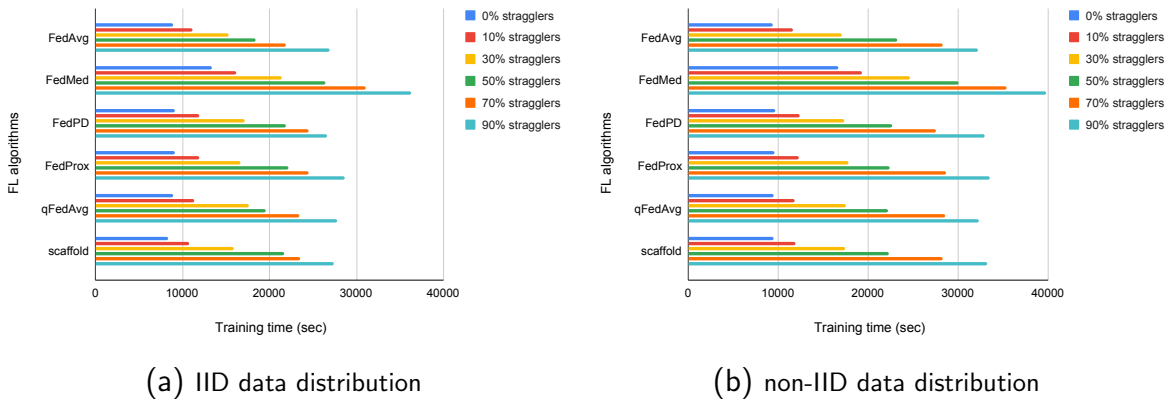 FL algorithms
FedAvg
FedMed
FedPD
FedProx
qFedAvg
scaffold
0
10000
20000
30000
40000
Training time (sec)
0% stragglers
10% stragglers
30% stragglers
50% stragglers
70% stragglers
90% stragglers
(a) IID data distribution
FL algorithms
FedAvg
FedMed
FedPD
FedProx
qFedAvg
scaffold
0
10000
20000
30000
40000
Training time (sec)
0% stragglers
10% stragglers
30% stragglers
50% stragglers
70% stragglers
90% stragglers
(b) non-IID data distribution